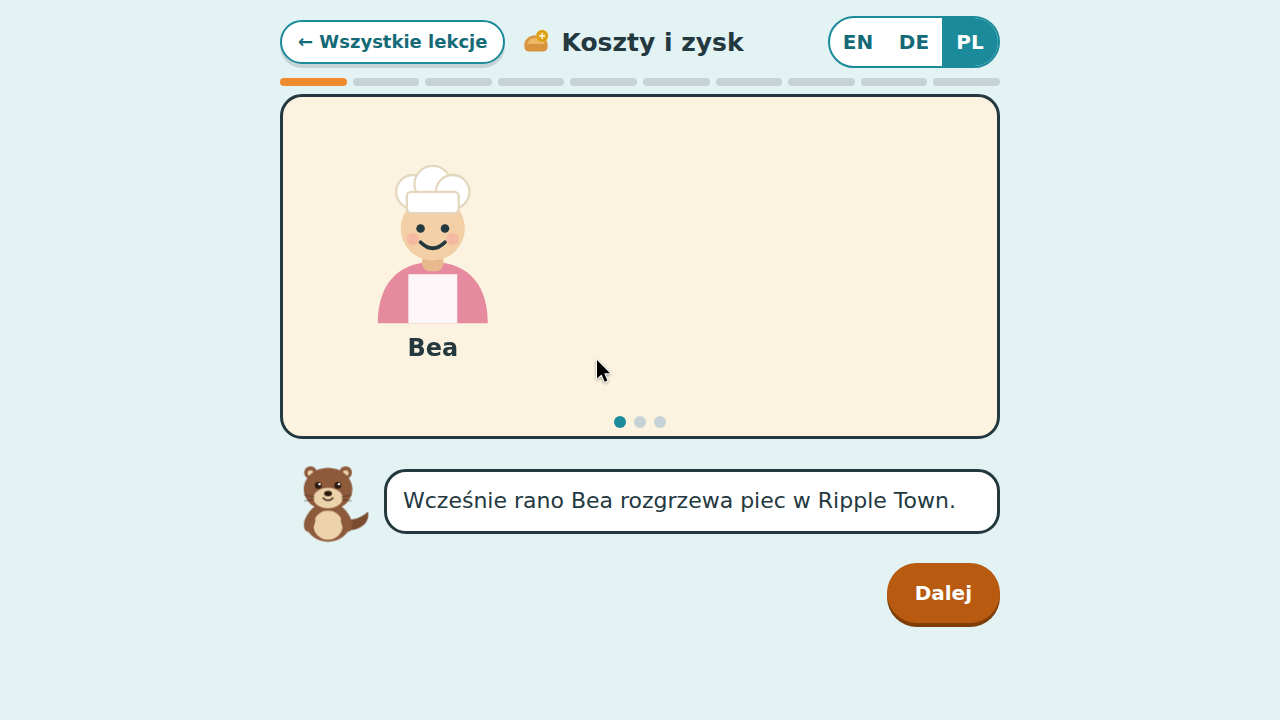 ← Wszystkie lekcje
Koszty i zysk
EN DE PL
Bea
Wcześnie rano Bea rozgrzewa piec w Ripple Town.
Dalej